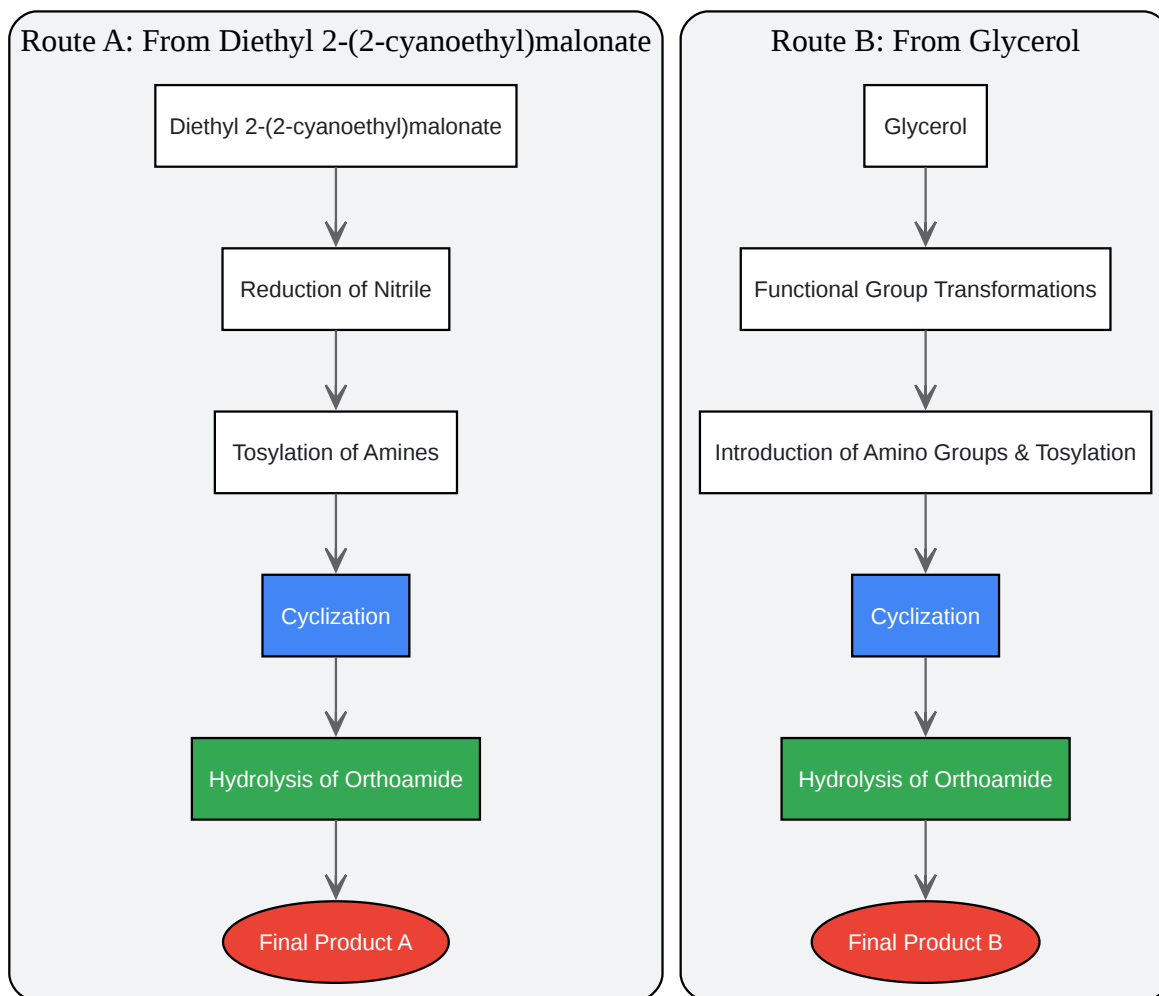 Route A: From Diethyl 2-(2-cyanoethyl)malonate
Diethyl 2-(2-cyanoethyl)malonate
Reduction of Nitrile
Tosylation of Amines
Cyclization
Hydrolysis of Orthoamide
Final Product A
Route B: From Glycerol
Glycerol
Functional Group Transformations
Introduction of Amino Groups & Tosylation
Cyclization
Hydrolysis of Orthoamide
Final Product B